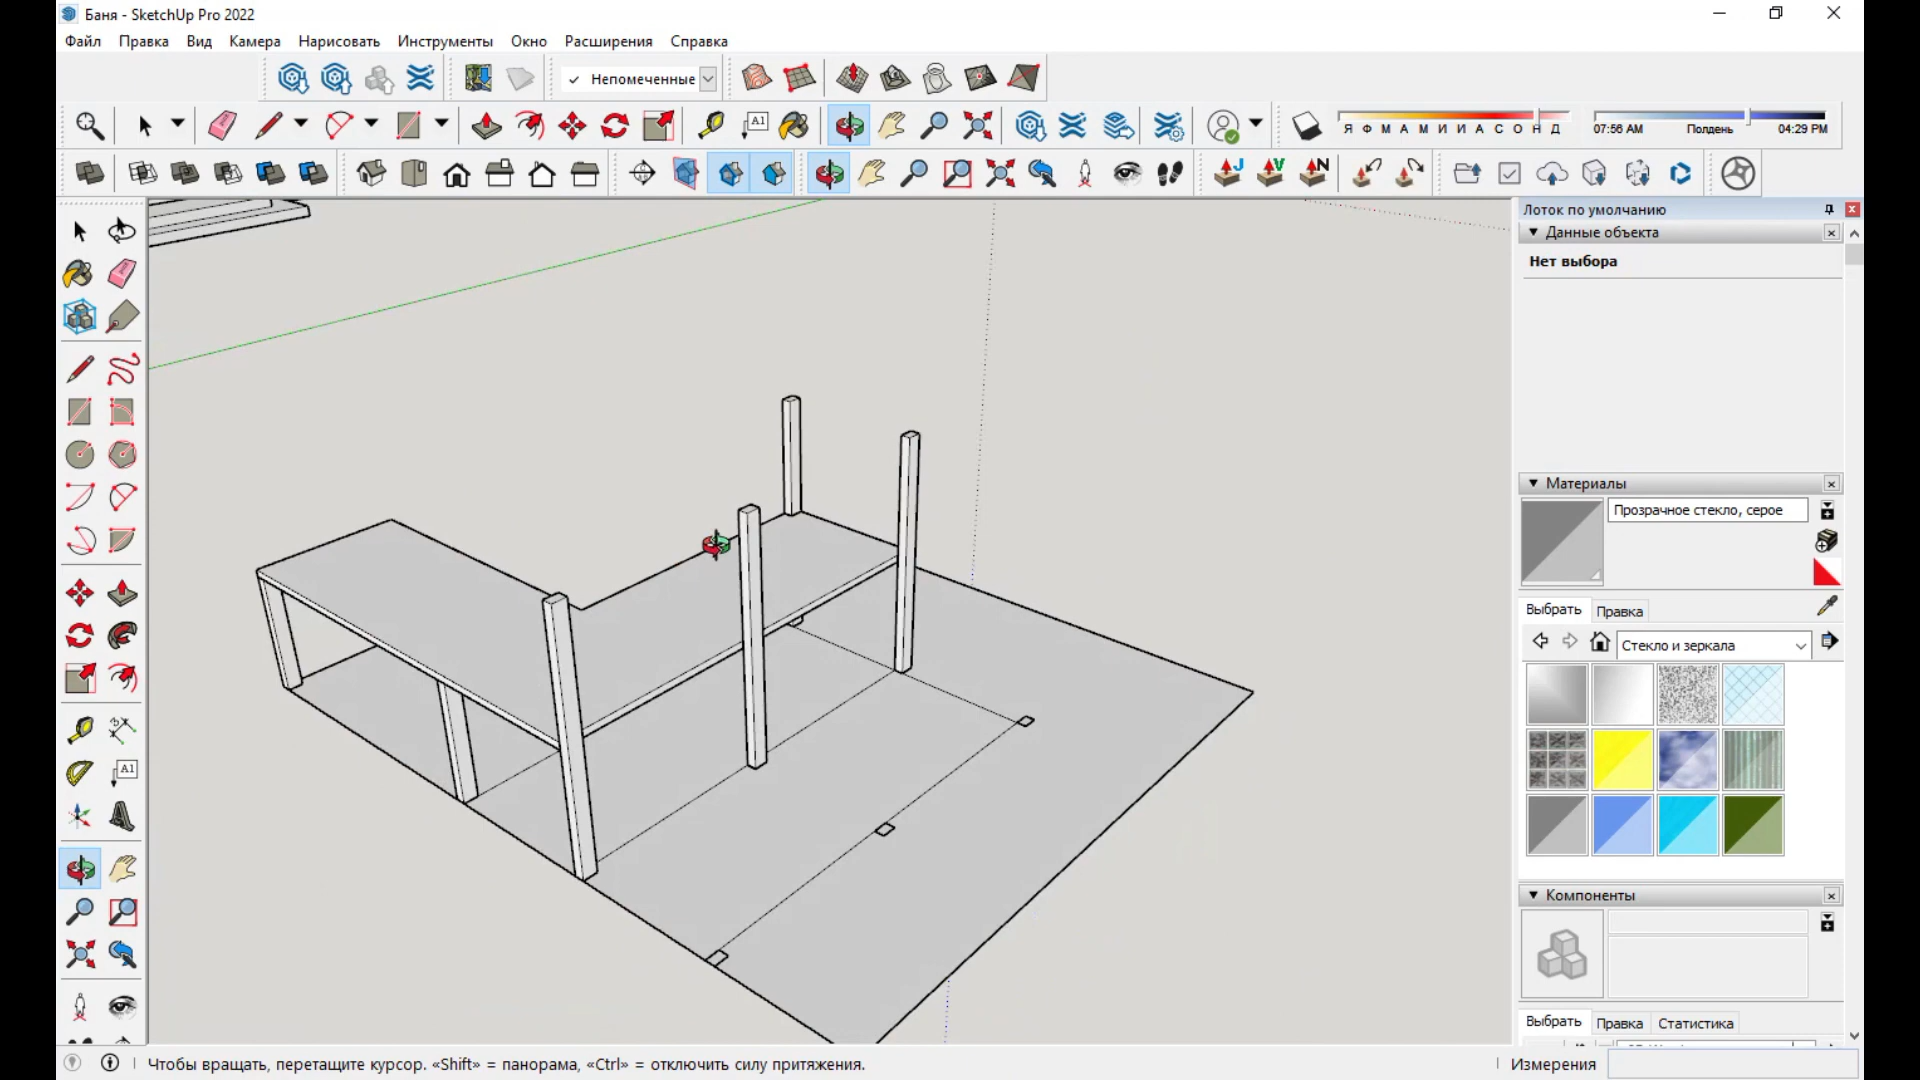 Баня - SketchUp Pro 2022
Файл Правка Вид Камера Нарисовать Инструменты Окно Расширения Справка
✓ Непомеченные
A1
Я Ф М А М И И А С О Н Д
07:56 AM Полдень 04:29 PM
J V N
Лоток по умолчанию
Данные объекта
Нет выбора
Материалы
Прозрачное стекло, серое
Выбрать Правка
Стекло и зеркала
A1
Компоненты
Выбрать Правка Статистика
Чтобы вращать, перетащите курсор. «Shift» = панорама, «Ctrl» = отключить силу притяжения.
Измерения